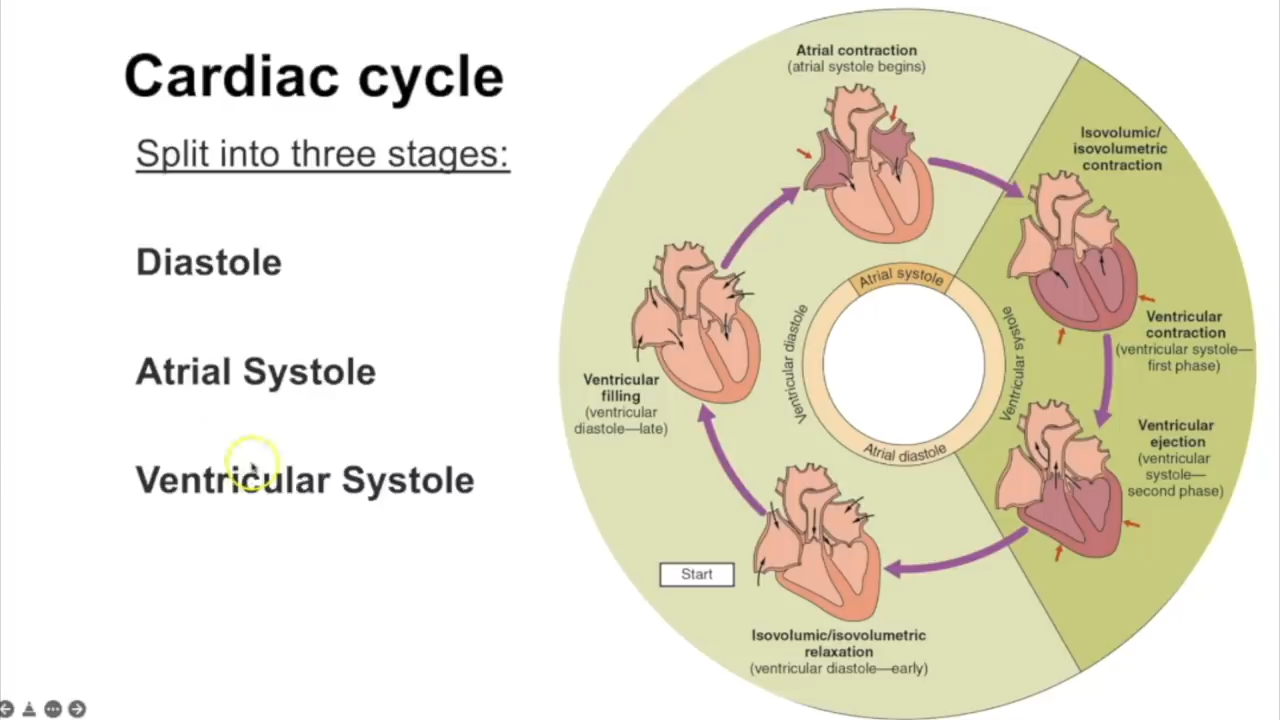 Cardiac cycle
Split into three stages:
Diastole
Atrial Systole
Ventricular Systole
Atrial contraction
(atrial systole begins)
Isovolumic/
isovolumetric
contraction
Ventricular
contraction
(ventricular systole—
first phase)
Ventricular
ejection
(ventricular
systole—
second phase)
Isovolumic/isovolumetric
relaxation
(ventricular diastole—early)
Start
Ventricular
filling
(ventricular
diastole—late)
Atrial systole
Ventricular systole
Atrial diastole
Ventricular diastole